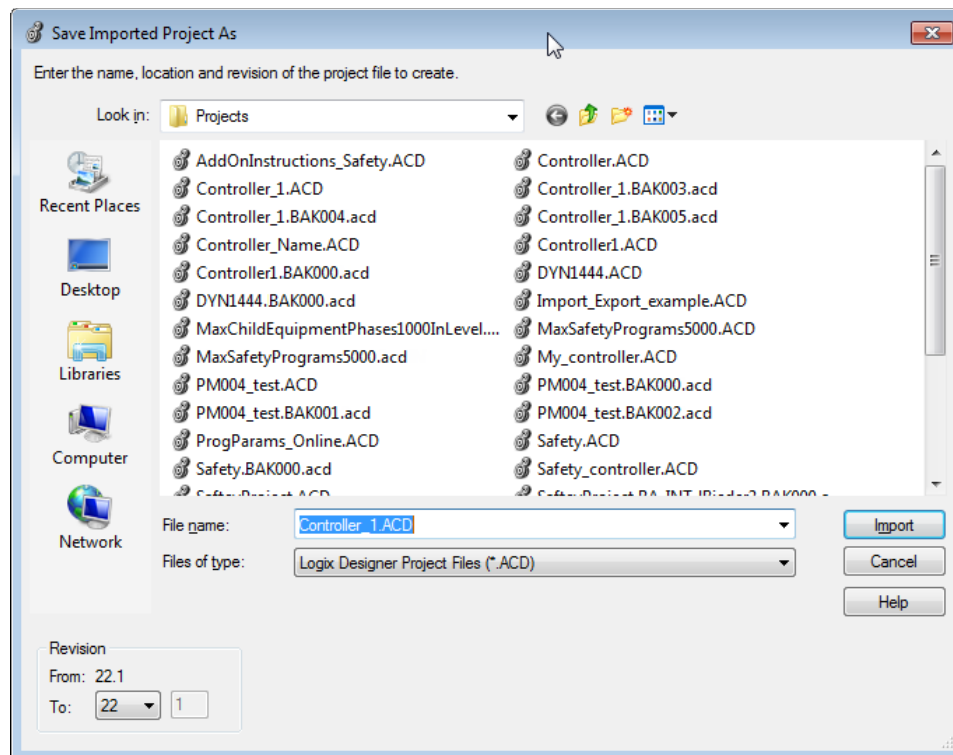 Save Imported Project As
Enter the name, location and revision of the project file to create.
Look in: Projects
Recent Places
Desktop
Libraries
Computer
Network
AddOnInstructions_Safety.ACD
Controller_1.ACD
Controller_1.BAK004.acd
Controller_Name.ACD
Controller1.BAK000.acd
DYN1444.BAK000.acd
MaxChildEquipmentPhases1000InLevel....
MaxSafetyPrograms5000.acd
PM004_test.ACD
PM004_test.BAK001.acd
ProgParams_Online.ACD
Safety.BAK000.acd
Controller.ACD
Controller_1.BAK003.acd
Controller_1.BAK005.acd
Controller1.ACD
DYN1444.ACD
Import_Export_example.ACD
MaxSafetyPrograms5000.ACD
My_controller.ACD
PM004_test.BAK000.acd
PM004_test.BAK002.acd
Safety.ACD
Safety_controller.ACD
File name: Controller_1.ACD
Import
Files of type: Logix Designer Project Files (*.ACD)
Cancel
Help
Revision
From: 22.1
To: 22 1